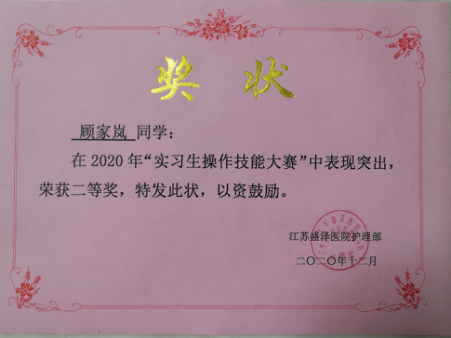 奖状
顾家岚 同学：
在 2020 年“实习生操作技能大赛”中表现突出，
荣获二等奖，特发此状，以资鼓励。
江苏盛泽医院护理部
二〇二〇年十二月